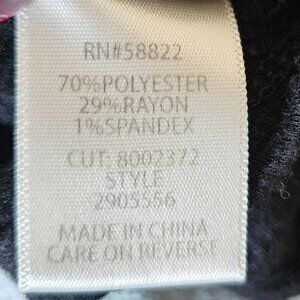 RN#58822
70%POLYESTER
29%RAYON
1%SPANDEX
CUT: 8002372
STYLE
2905556
MADE IN CHINA
CARE ON REVERSE